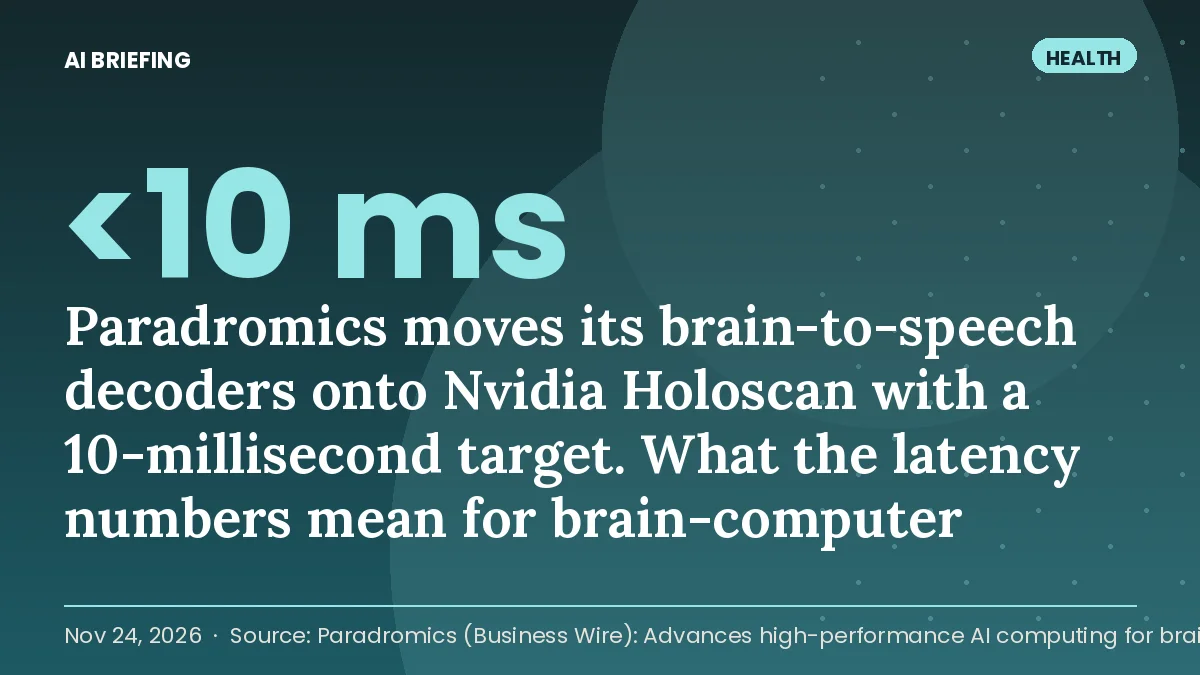 AI BRIEFING
HEALTH
<10 ms
Paradromics moves its brain-to-speech
decoders onto Nvidia Holoscan with a
10-millisecond target. What the latency
numbers mean for brain-computer
Nov 24, 2026 · Source: Paradromics (Business Wire): Advances high-performance AI computing for brai